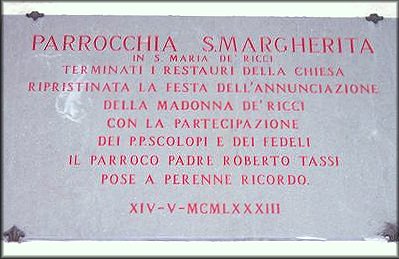 PARROCCHIA S.MARGHERITA
IN S. MARIA DE' RICCI
TERMINATI I RESTAURI DELLA CHIESA
RIPRISTINATA LA FESTA DELL'ANNUNCIAZIONE
DELLA MADONNA DE' RICCI
CON LA PARTECIPAZIONE
DEI P.P.SCOLOPI E DEI FEDELI
IL PARROCO PADRE ROBERTO TASSI
POSE A PERENNE RICORDO.
XIV-V-MCMLXXXIII